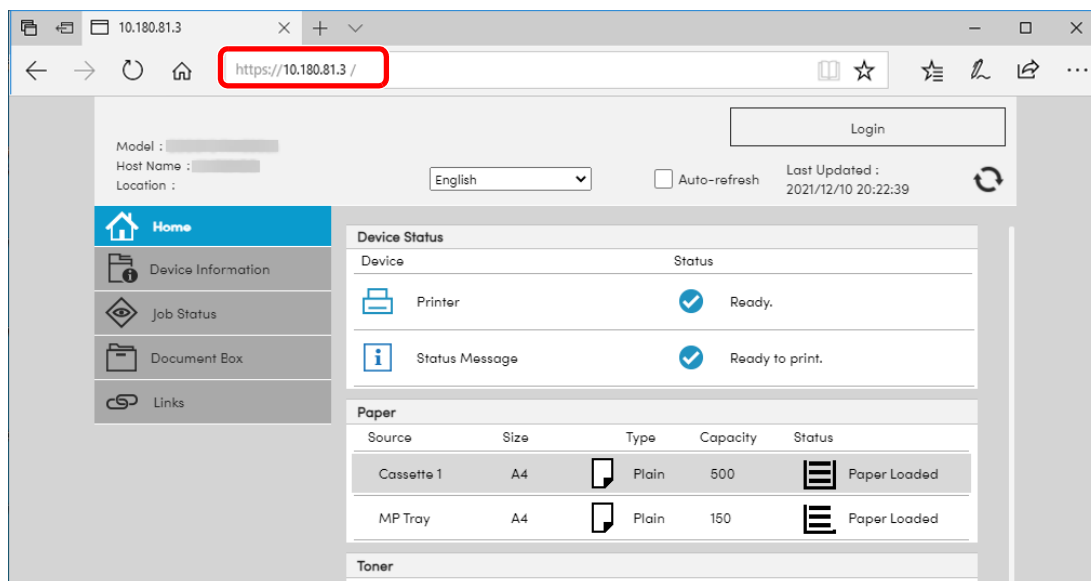 10.180.81.3
https://10.180.81.3 /
Login
Model :
Host Name :
Location :
English
Auto-refresh
Last Updated :
2021/12/10 20:22:39
Home
Device Information
Job Status
Document Box
Links
Device Status
Device Status
Printer Ready.
i Status Message Ready to print.
Paper
Source Size Type Capacity Status
Cassette 1 A4 Plain 500 Paper Loaded
MP Tray A4 Plain 150 Paper Loaded
Toner